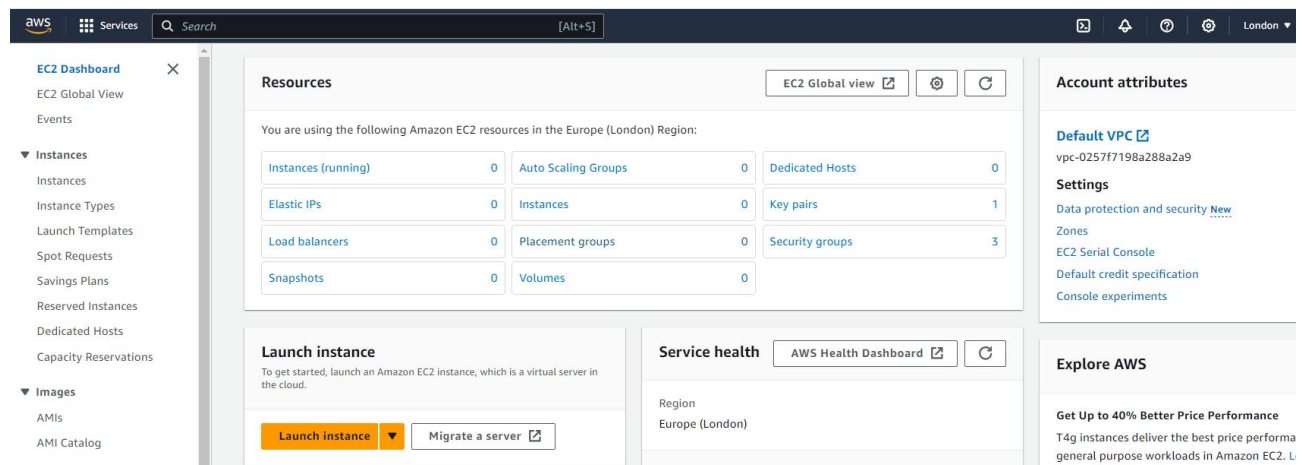 aws
Services
Search
[Alt+S]
London
EC2 Dashboard
EC2 Global View
Events
Instances
Instances
Instance Types
Launch Templates
Spot Requests
Savings Plans
Reserved Instances
Dedicated Hosts
Capacity Reservations
Images
AMIs
AMI Catalog
Resources
EC2 Global view
You are using the following Amazon EC2 resources in the Europe (London) Region:
Instances (running) 0
Auto Scaling Groups 0
Dedicated Hosts 0
Elastic IPs 0
Instances 0
Key pairs 1
Load balancers 0
Placement groups 0
Security groups 3
Snapshots 0
Volumes 0
Launch instance
To get started, launch an Amazon EC2 instance, which is a virtual server in
the cloud.
Launch instance
Migrate a server
Service health
AWS Health Dashboard
Region
Europe (London)
Account attributes
Default VPC
vpc-0257f7198a288a2a9
Settings
Data protection and security New
Zones
EC2 Serial Console
Default credit specification
Console experiments
Explore AWS
Get Up to 40% Better Price Performance
T4g instances deliver the best price performa
general purpose workloads in Amazon EC2.